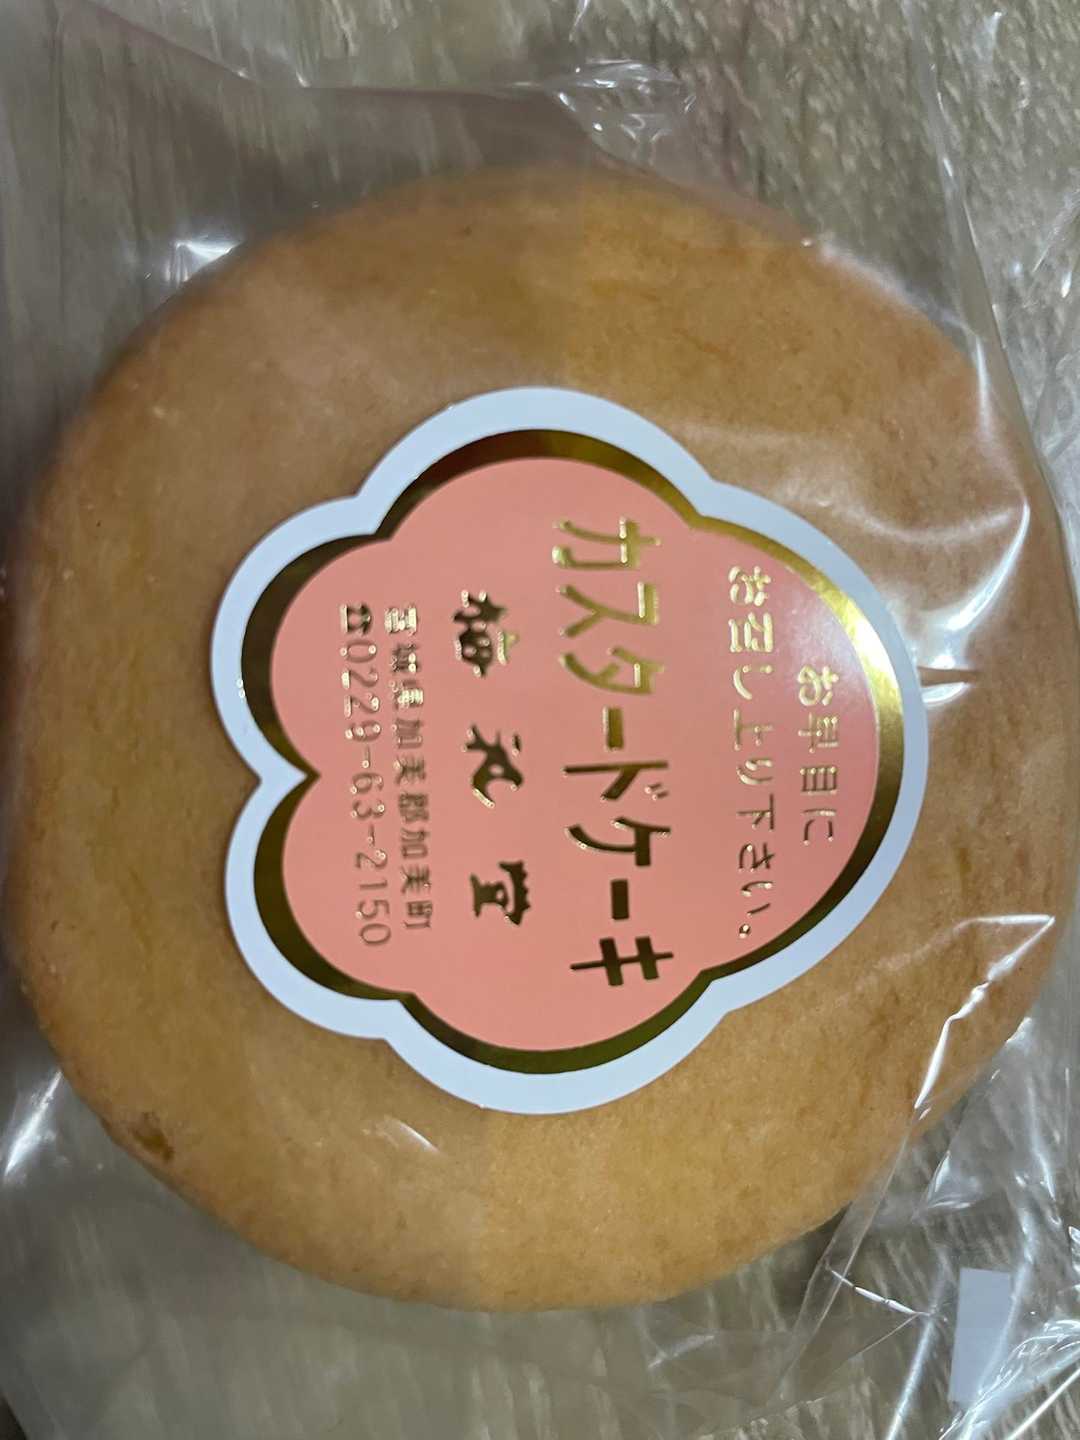 お早目に
お召し上り下さい。
カスタードケーキ
梅花堂
宮城県加美郡加美町
☎0229-63-2150